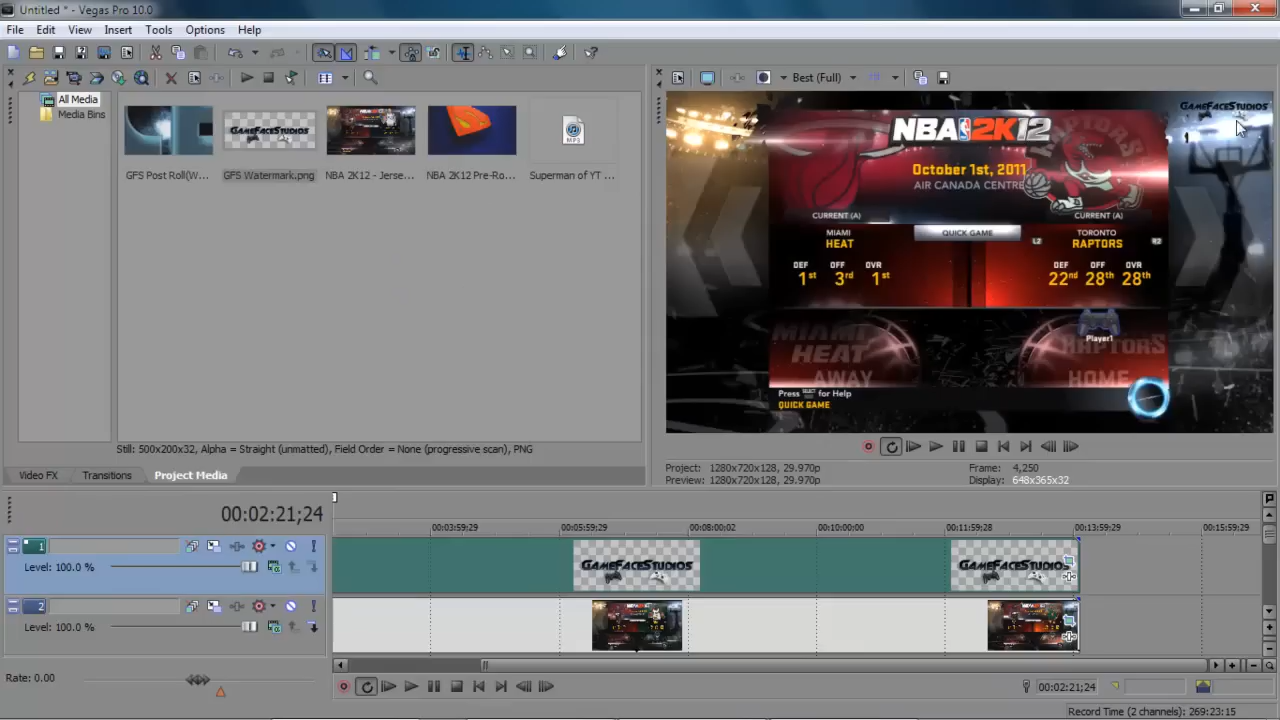 Untitled * - Vegas Pro 10.0
File Edit View Insert Tools Options Help
Best (Full)
All Media
Media Bins
GAMEFACESTUDIOS
MP3
GFS Post Roll(W...
GFS Watermark.png
NBA 2K12 - Jerse...
NBA 2K12 Pre-Ro...
Superman of YT ...
Still: 500x200x32, Alpha = Straight (unmatted), Field Order = None (progressive scan), PNG
Video FX Transitions Project Media
GAMEFACESTUDIOS
NBA 2K12
RAPTORS
October 1st, 2011
AIR CANADA CENTRE
CURRENT (A) CURRENT (A)
MIAMI QUICK GAME TORONTO
HEAT L2 RAPTORS R2
DEF OFF OVR DEF OFF OVR
1st 3rd 1st 22nd 28th 28th
Player1
MIAMI HEAT AWAY
RAPTORS HOME
Press SELECT for Help
QUICK GAME
Project: 1280x720x128, 29.970p Frame: 4,250
Preview: 1280x720x128, 29.970p Display: 648x365x32
00:02:21;24
00:03:59;29 00:05:59;29 00:08:00;02 00:10:00;00 00:11:59;28 00:13:59;29 00:15:59;29
1
Level: 100.0 %
GAMEFACESTUDIOS GAMEFACESTUDIOS
2
Level: 100.0 %
Rate: 0.00
00:02:21;24
Record Time (2 channels): 269:23:15